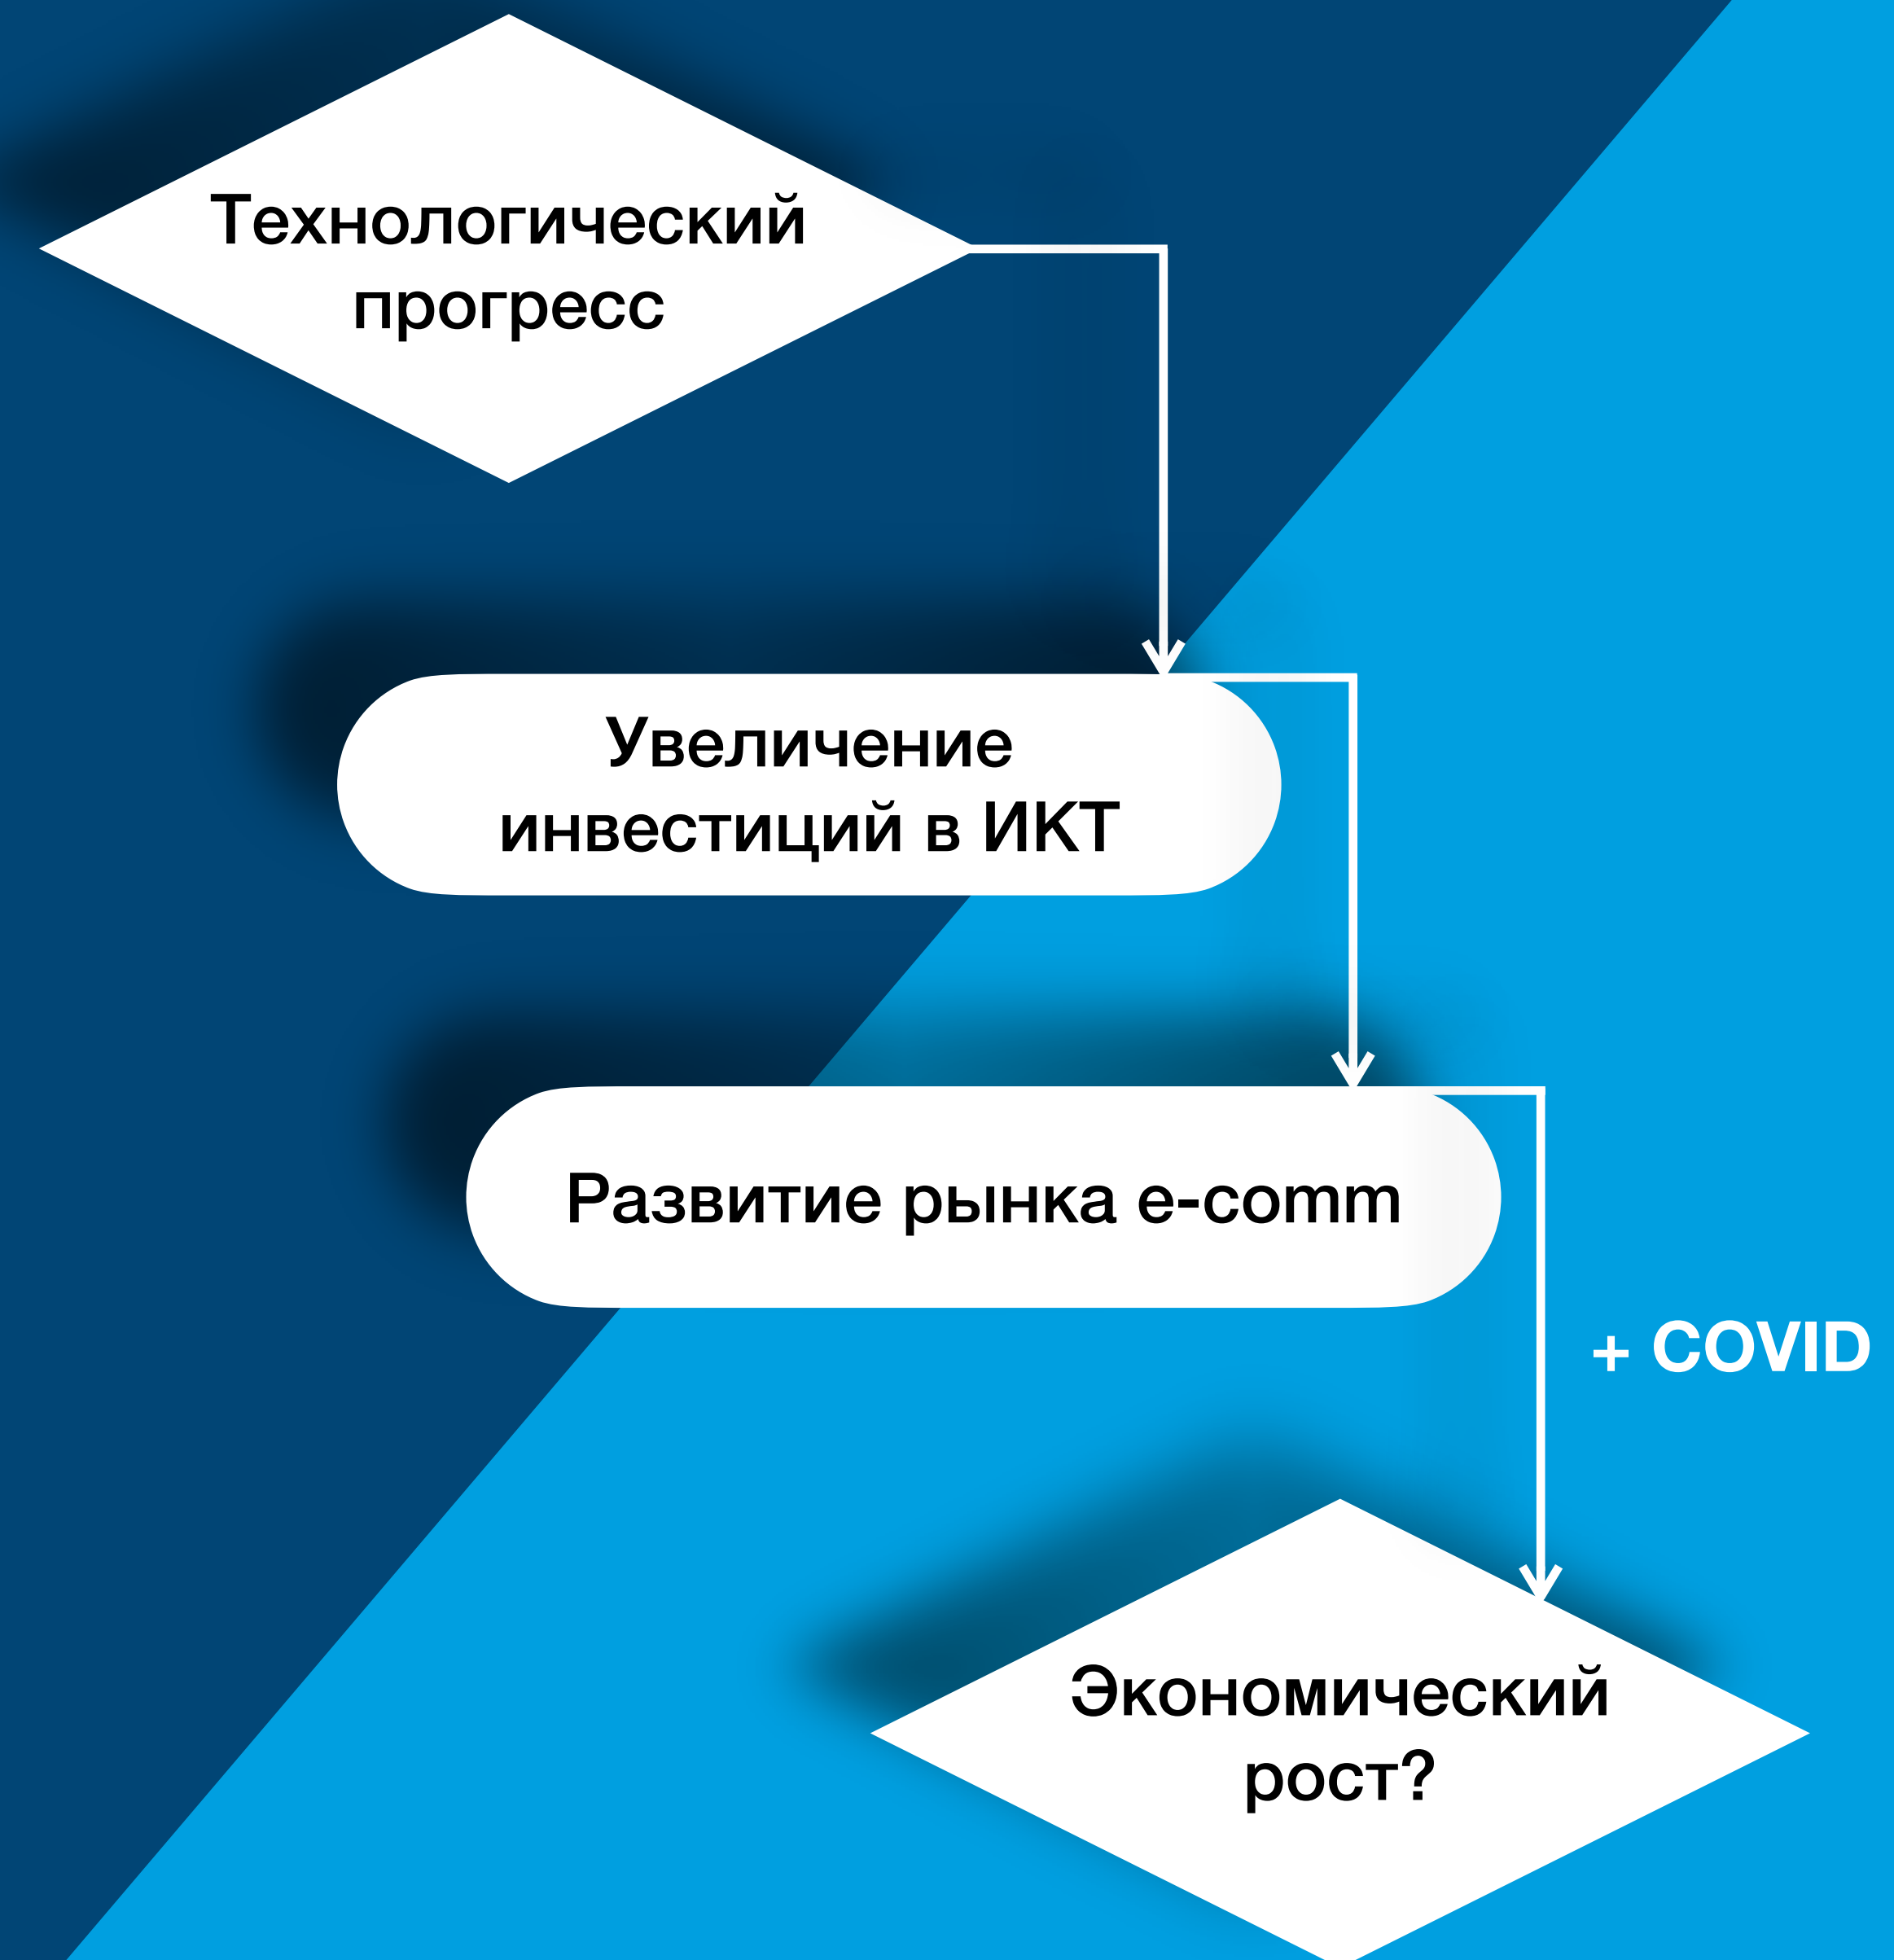 Технологический
прогресс
Увеличение
инвестиций в ИКТ
Развитие рынка e-comm
+ COVID
Экономический
рост?